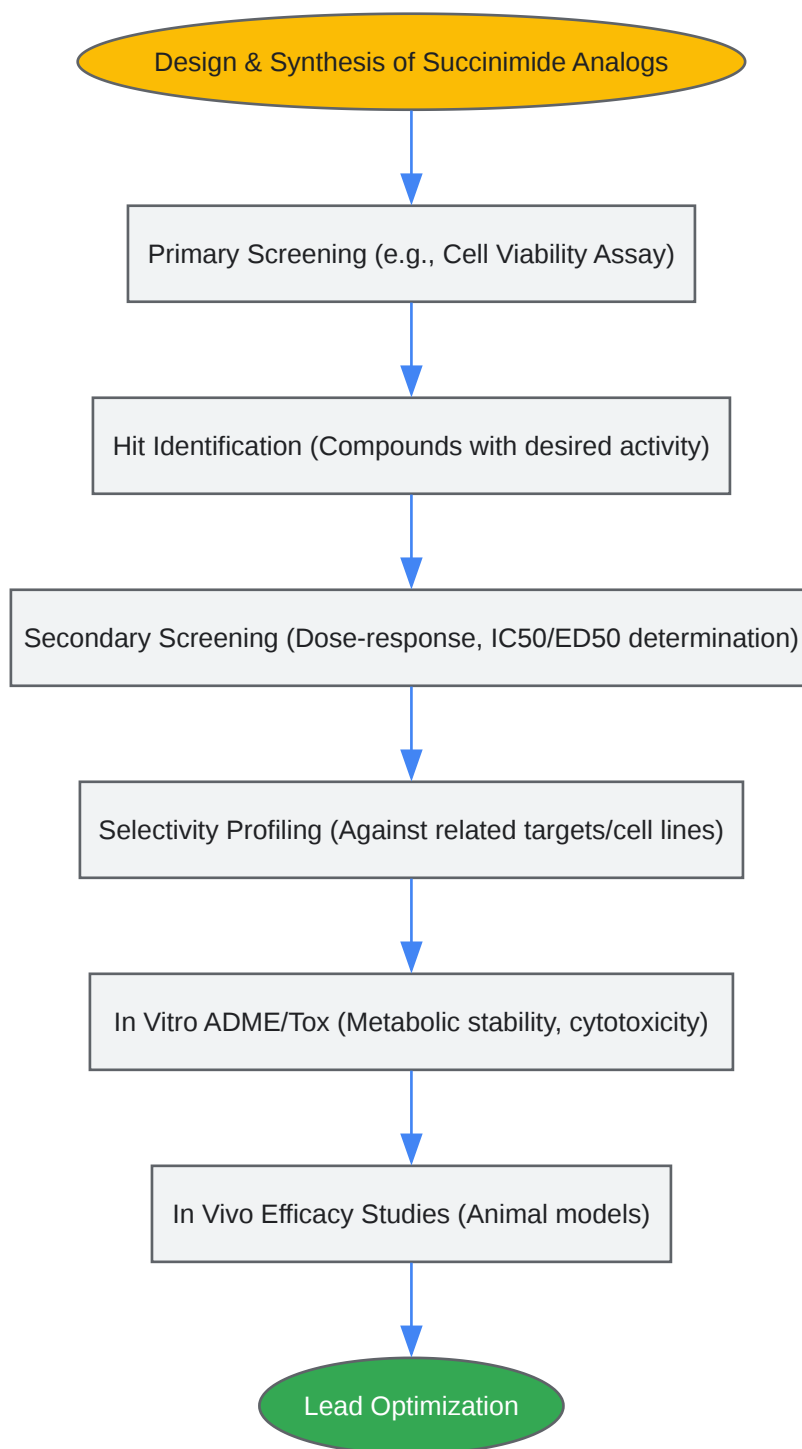 Design & Synthesis of Succinimide Analogs
Primary Screening (e.g., Cell Viability Assay)
Hit Identification (Compounds with desired activity)
Secondary Screening (Dose-response, IC50/ED50 determination)
Selectivity Profiling (Against related targets/cell lines)
In Vitro ADME/Tox (Metabolic stability, cytotoxicity)
In Vivo Efficacy Studies (Animal models)
Lead Optimization